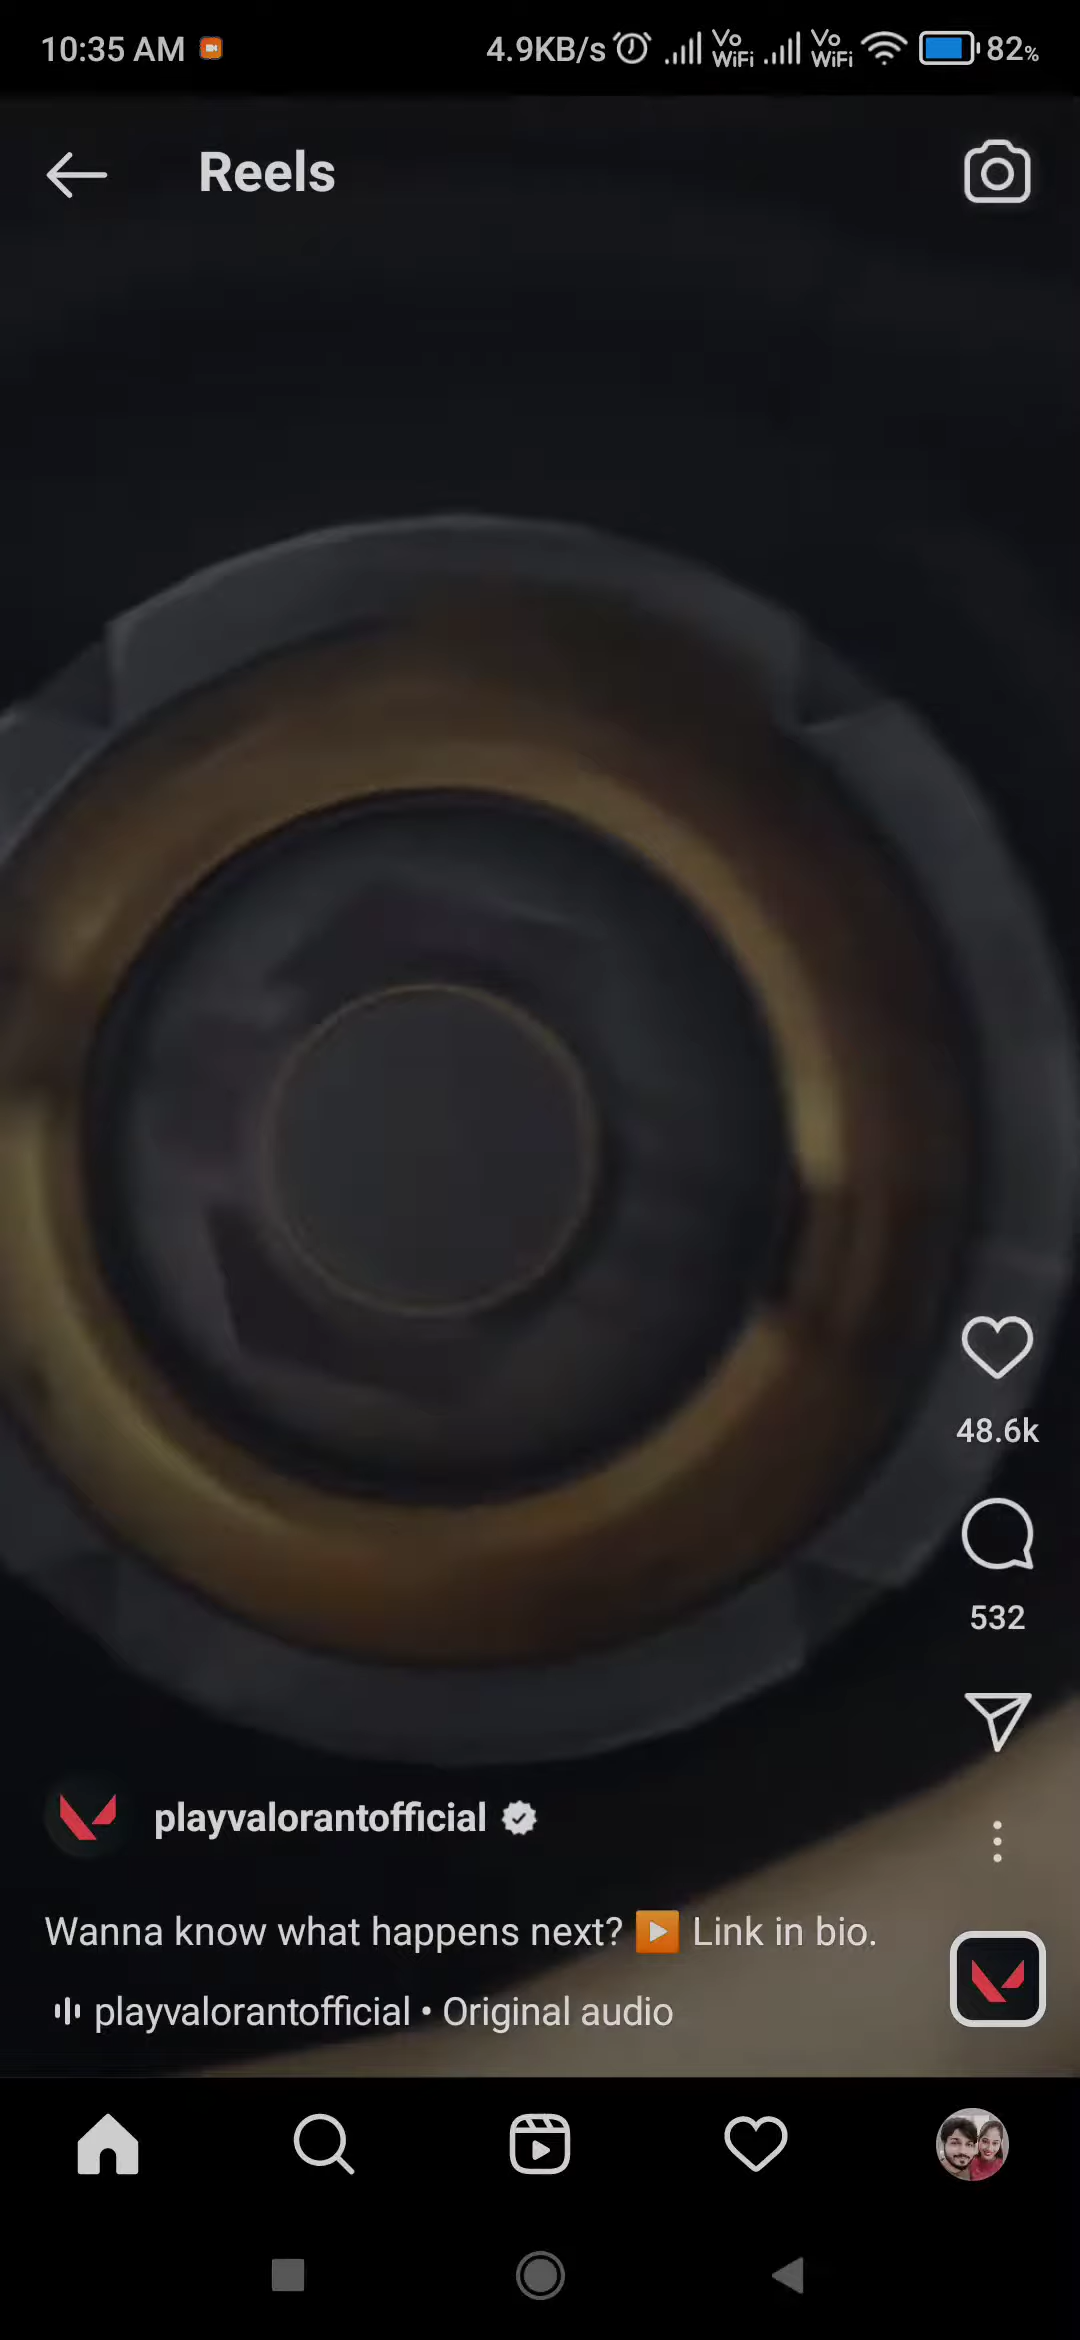 10:35 AM 4.9KB/s Vo WiFi Vo WiFi 82%
Reels
48.6k
532
playvalorantofficial
Wanna know what happens next? ▶️ Link in bio.
playvalorantofficial • Original audio